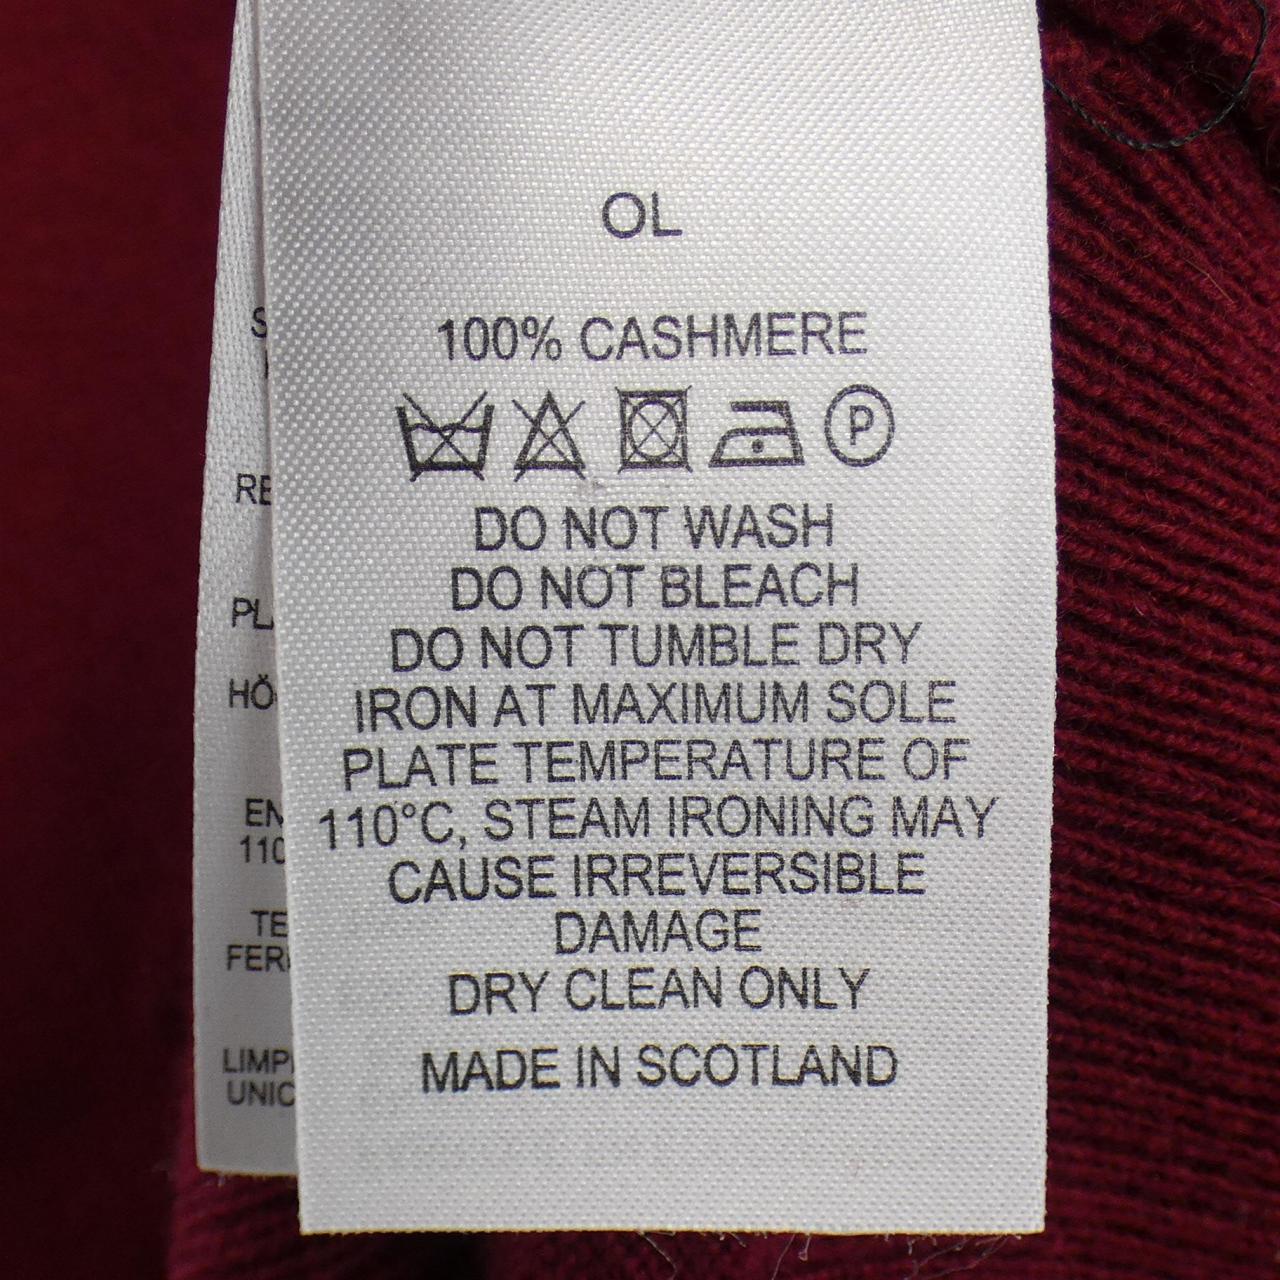 OL
100% CASHMERE
P
DO NOT WASH
DO NOT BLEACH
DO NOT TUMBLE DRY
IRON AT MAXIMUM SOLE
PLATE TEMPERATURE OF
110°C, STEAM IRONING MAY
CAUSE IRREVERSIBLE
DAMAGE
DRY CLEAN ONLY
MADE IN SCOTLAND